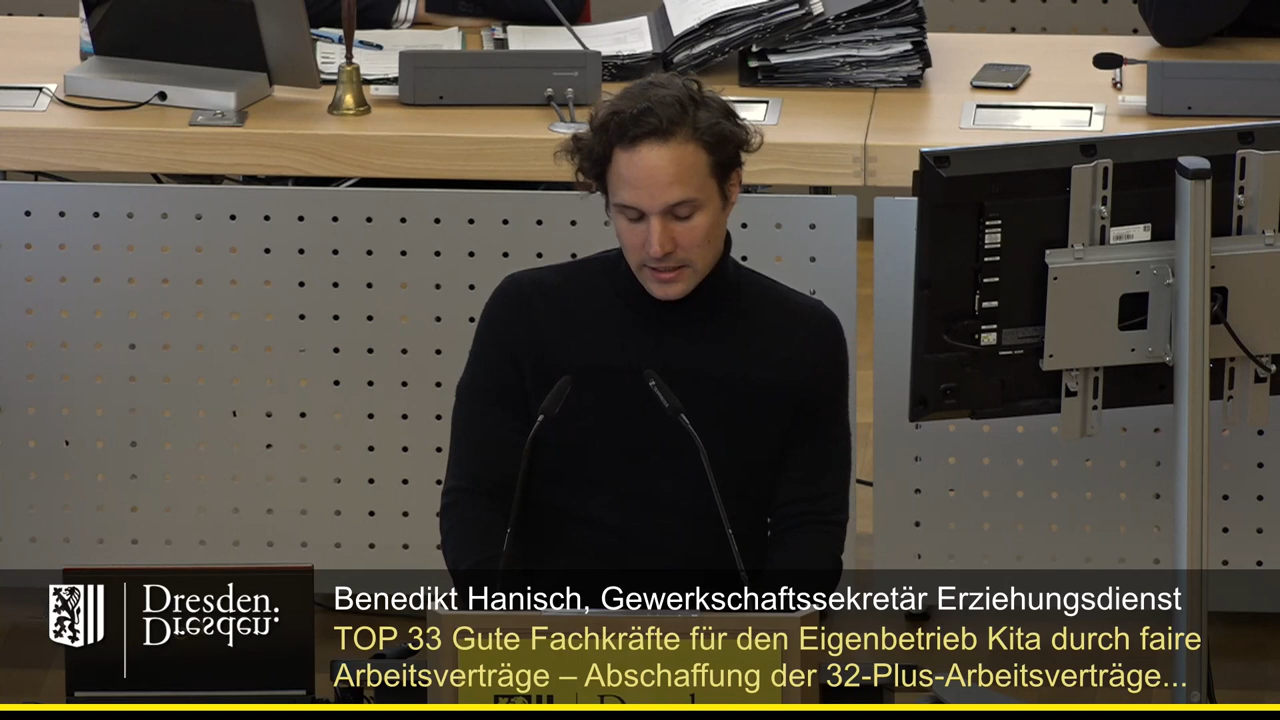 Dresden.
Dresden.
Benedikt Hanisch, Gewerkschaftssekretär Erziehungsdienst
TOP 33 Gute Fachkräfte für den Eigenbetrieb Kita durch faire
Arbeitsverträge – Abschaffung der 32-Plus-Arbeitsverträge...
Dresden.